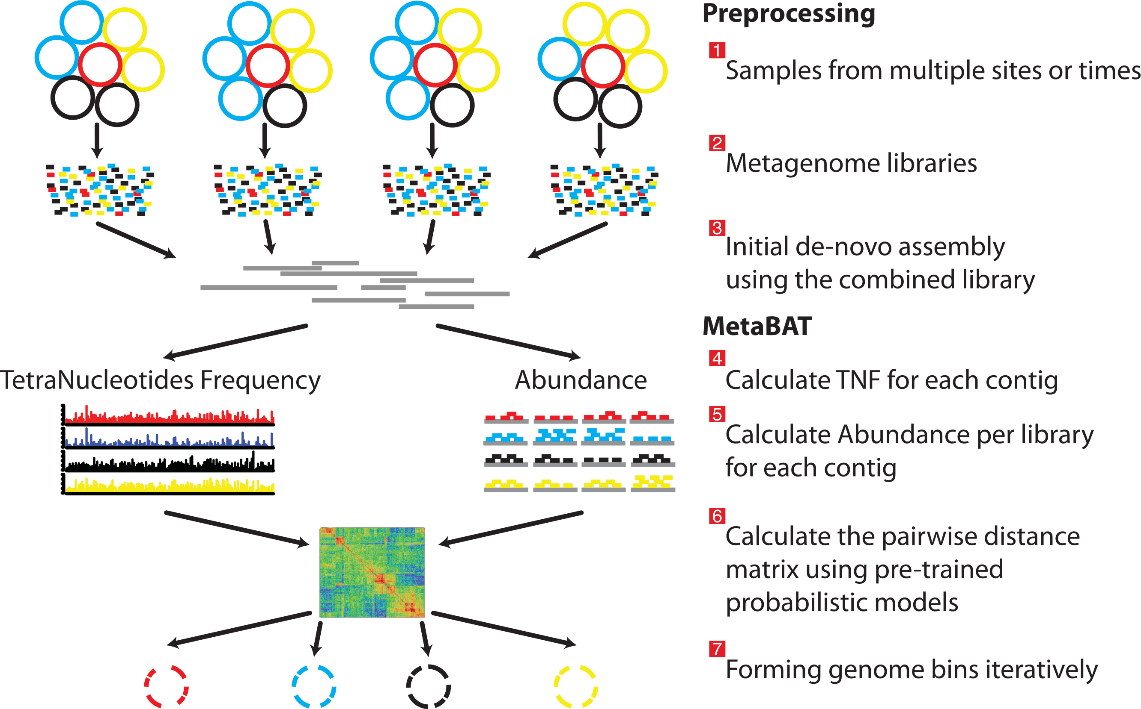 Preprocessing
1
Samples from multiple sites or times
2
Metagenome libraries
3
Initial de-novo assembly
using the combined library
MetaBAT
TetraNucleotides Frequency
Abundance
4
Calculate TNF for each contig
5
Calculate Abundance per library
for each contig
6
Calculate the pairwise distance
matrix using pre-trained
probabilistic models
7
Forming genome bins iteratively